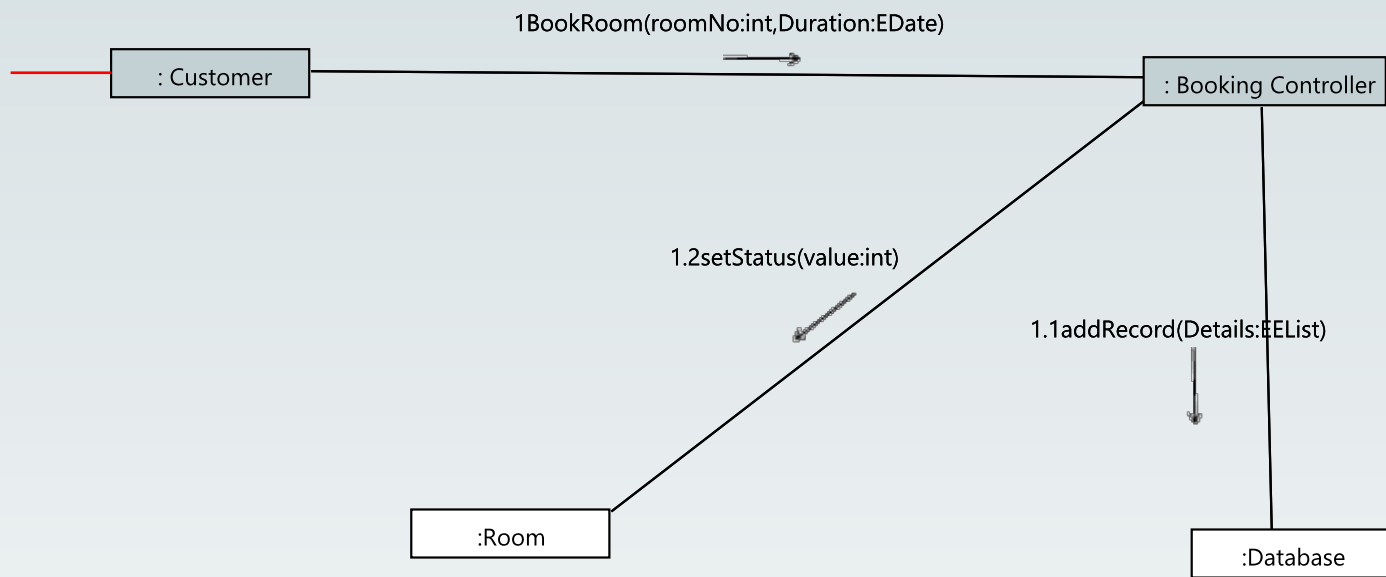 1BookRoom(roomNo:int,Duration:EDate)
: Customer
: Booking Controller
1.2setStatus(value:int)
1.1addRecord(Details:EEList)
:Room
:Database